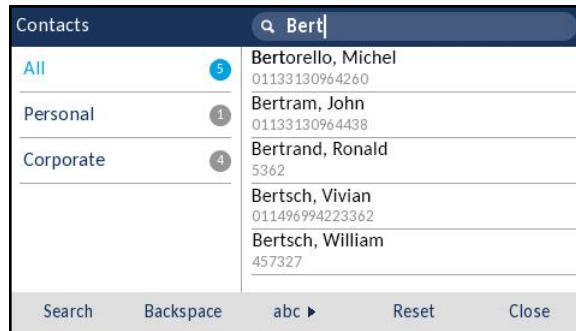 Contacts
Bert
All 5
Personal 1
Corporate 4
Bertorello, Michel
01133130964260
Bertram, John
01133130964438
Bertrand, Ronald
5362
Bertsch, Vivian
011496994223362
Bertsch, William
457327
Search Backspace abc Reset Close